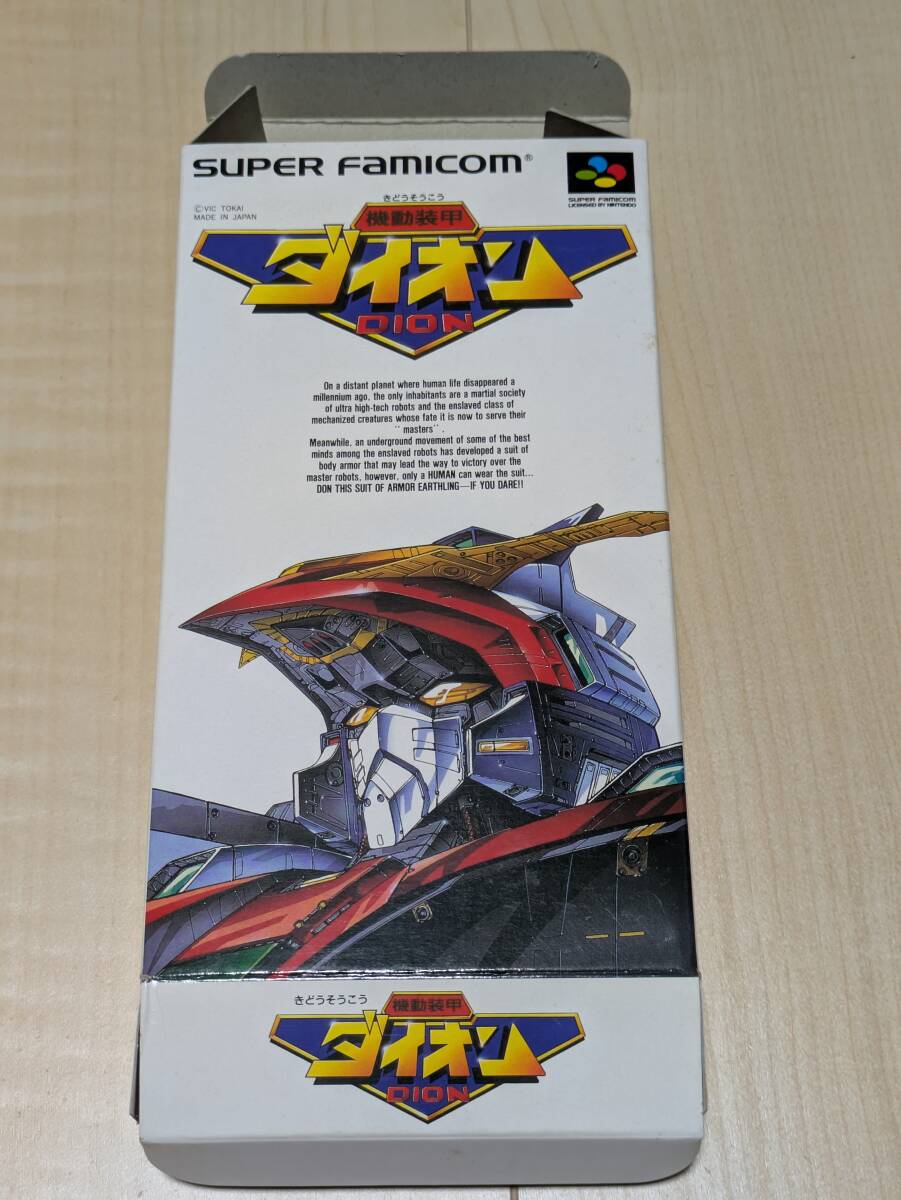 SUPER FAMICOM®
SUPER FAMICOM
LICENSED BY NINTENDO
©VIC TOKAI
MADE IN JAPAN
きどうそうこう
機動装甲
ダイオン
DION
On a distant planet where human life disappeared a
millennium ago, the only inhabitants are a martial society
of ultra high-tech robots and the enslaved class of
mechanized creatures whose fate it is now to serve their
"masters".
Meanwhile, an underground movement of some of the best
minds among the enslaved robots has developed a suit of
body armor that may lead the way to victory over the
master robots, however, only a HUMAN can wear the suit...
DON THIS SUIT OF ARMOR EARTHLING—IF YOU DARE!!
きどうそうこう
機動装甲
ダイオン
DION